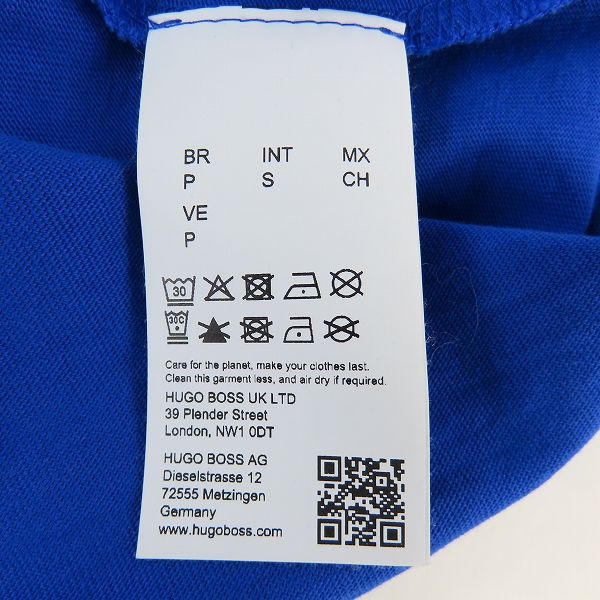 BR INT MX
P S CH
VE
P
30
30C
Care for the planet, make your clothes last.
Clean this garment less, and air dry if required.
HUGO BOSS UK LTD
39 Plender Street
London, NW1 0DT
HUGO BOSS AG
Dieselstrasse 12
72555 Metzingen
Germany
www.hugoboss.com